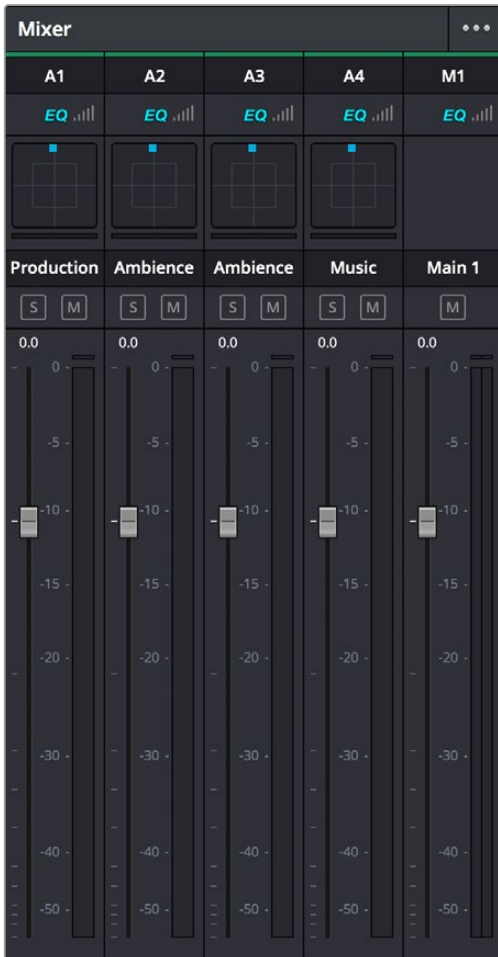 Mixer
A1 A2 A3 A4 M1
EQ EQ EQ EQ EQ
Production Ambience Ambience Music Main 1
S M S M S M S M M
0.0 0.0 0.0 0.0 0.0
0- 0- 0- 0- 0-
-5- -5- -5- -5- -5-
-10- -10- -10- -10- -10-
-15- -15- -15- -15- -15-
-20- -20- -20- -20- -20-
-30- -30- -30- -30- -30-
-40- -40- -40- -40- -40-
-50- -50- -50- -50- -50-